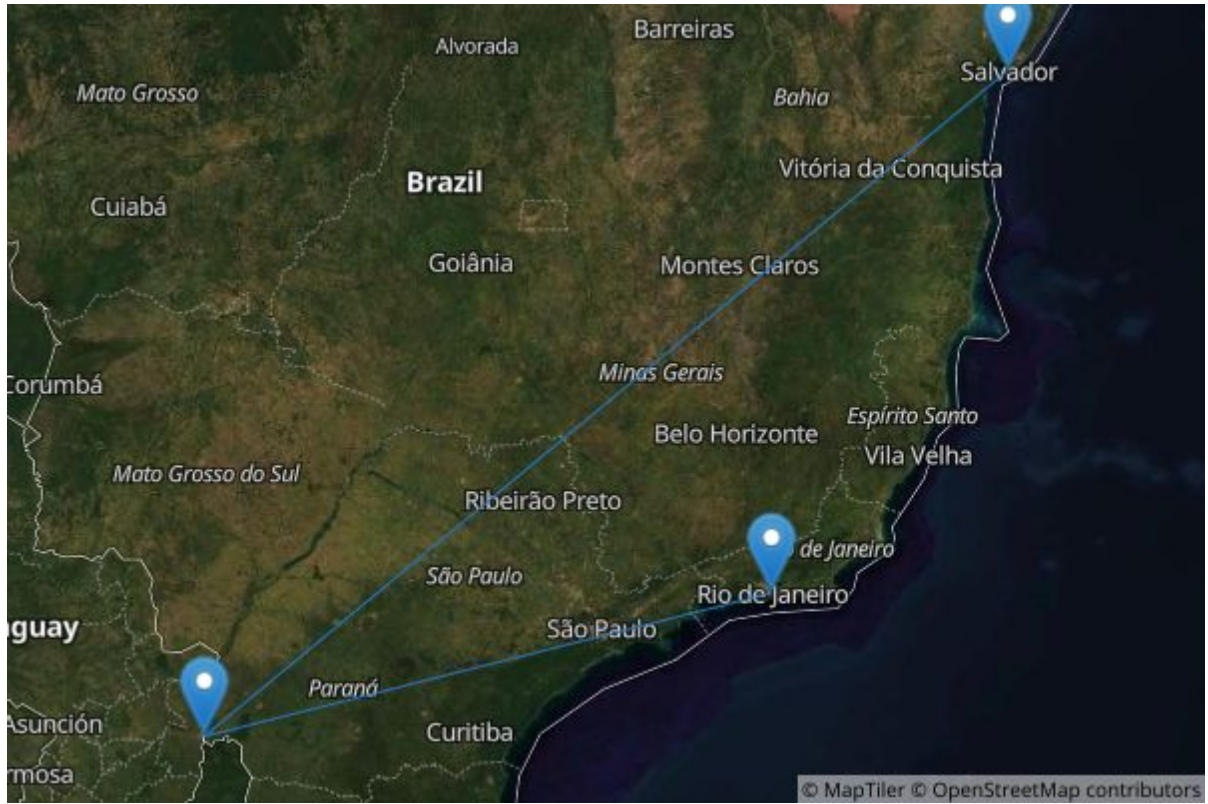 Barreiras
Alvorada
Salvador
Mato Grosso
Bahia
Vitória da Conquista
Brazil
Cuiabá
Goiânia
Montes Claros
Minas Gerais
Corumbá
Espírito Santo
Belo Horizonte
Vila Velha
Mato Grosso do Sul
Ribeirão Preto
de Janeiro
São Paulo
Rio de Janeiro
aguay
São Paulo
Paraná
Asunción
Curitiba
rmosa
© MapTiler © OpenStreetMap contributors